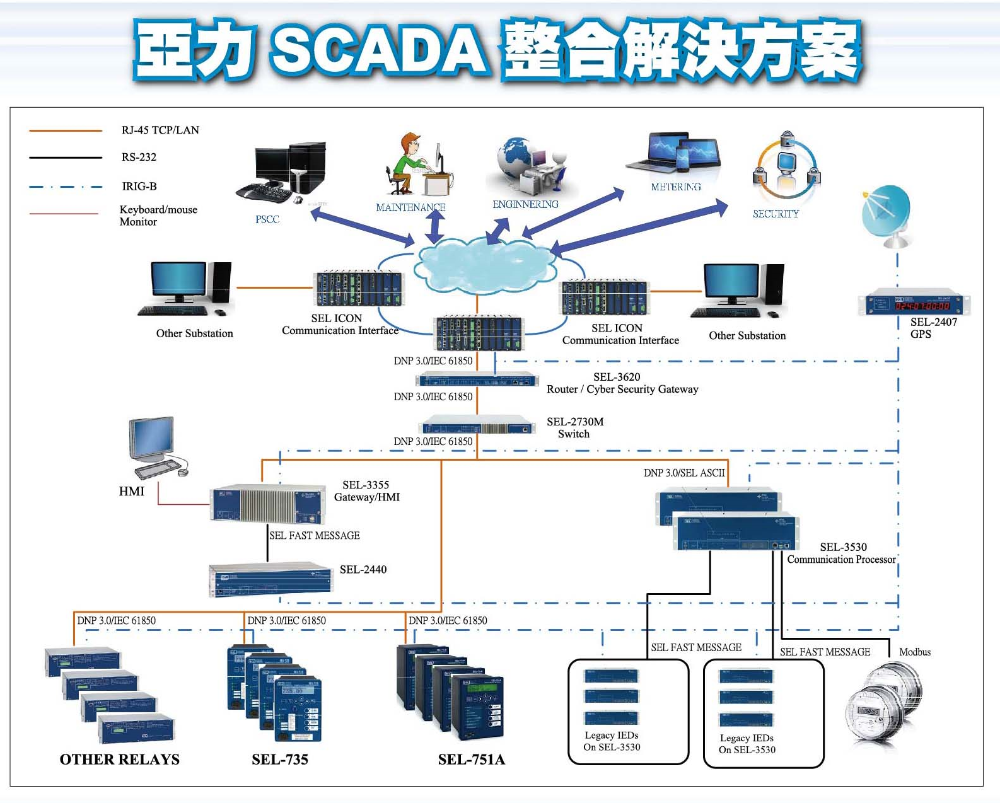 亞力 SCADA 整合解決方案
RJ-45 TCP/LAN
RS-232
IRIG-B
Keyboard/mouse
Monitor
PSCC
MAINTENANCE
ENGINNERING
METERING
SECURITY
Other Substation
SEL ICON
Communication Interface
SEL ICON
Communication Interface
Other Substation
SEL-2407
GPS
DNP 3.0/IEC 61850
SEL-3620
Router / Cyber Security Gateway
DNP 3.0/IEC 61850
SEL-2730M
Switch
DNP 3.0/IEC 61850
HMI
SEL-3355
Gateway/HMI
DNP 3.0/SEL ASCII
SEL FAST MESSAGE
SEL-3530
Communication Processor
SEL-2440
DNP 3.0/IEC 61850
DNP 3.0/IEC 61850
DNP 3.0/IEC 61850
SEL FAST MESSAGE
SEL FAST MESSAGE
Modbus
Legacy IEDs
On SEL-3530
Legacy IEDs
On SEL-3530
OTHER RELAYS
SEL-735
SEL-751A